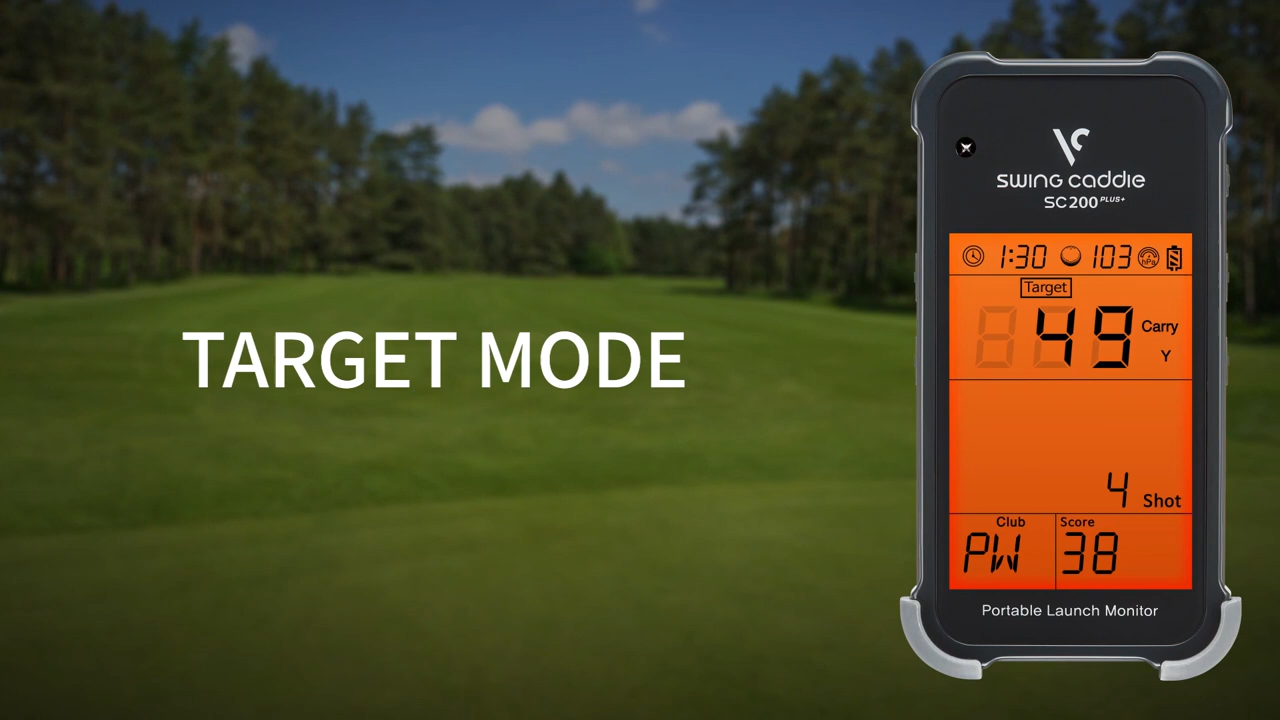 TARGET MODE
swing caddie
SC200 PLUS+
1:30 103 hPa
Target
49 Carry
Y
4 Shot
Club Score
PW 38
Portable Launch Monitor